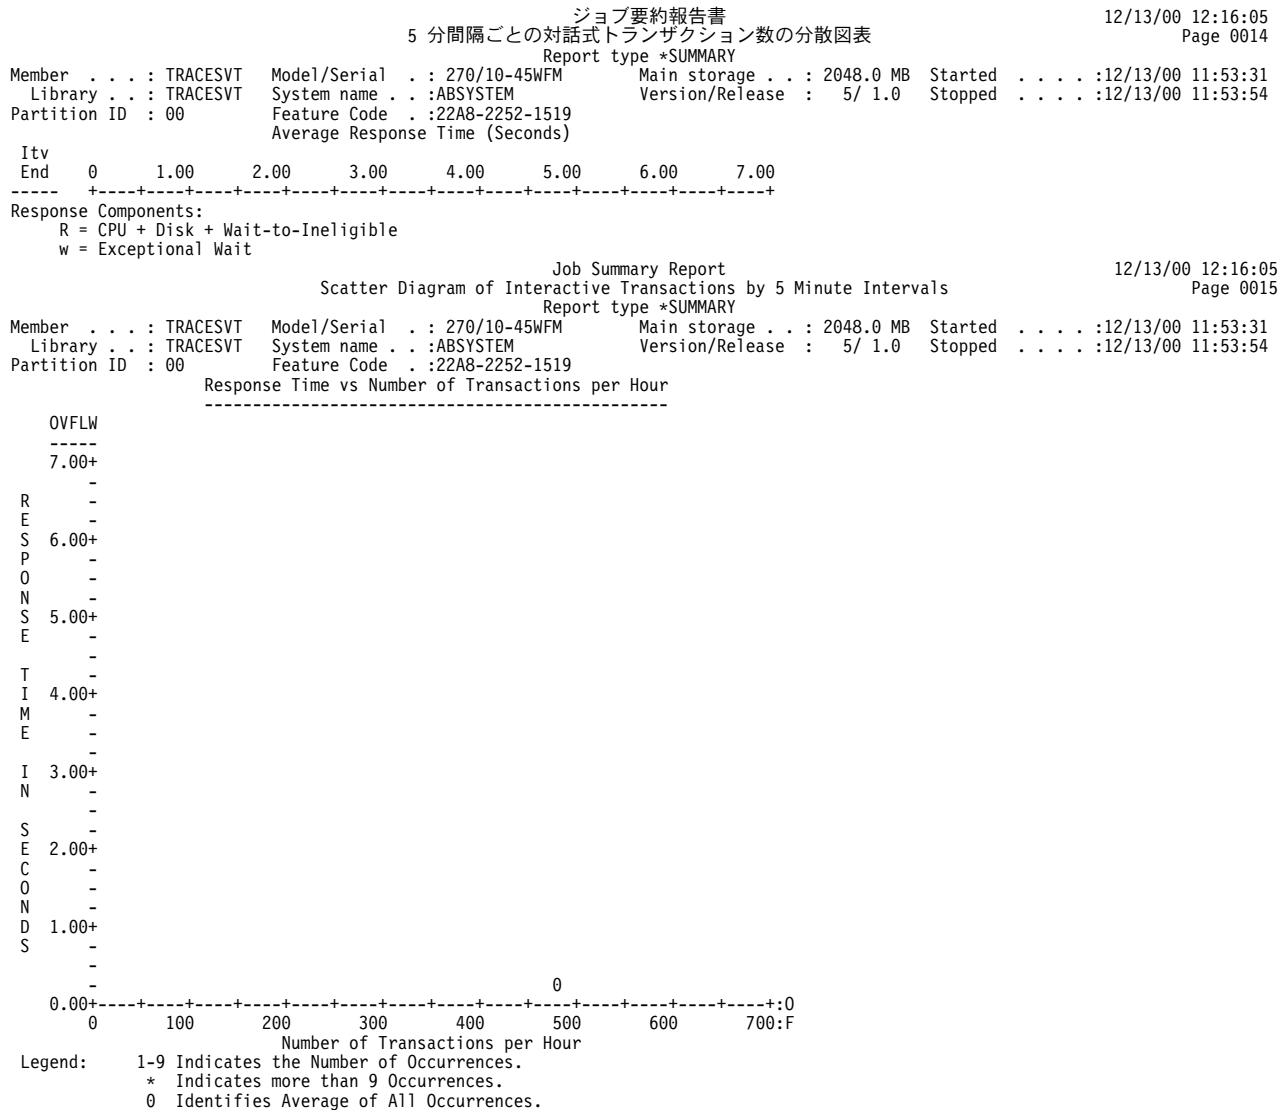 ジョブ要約報告書 12/13/00 12:16:05
5 分間隔ごとの対話式トランザクション数の分散図表 Page 0014
Report type *SUMMARY
Member . . . : TRACESVT Model/Serial . : 270/10-45WFM Main storage . . : 2048.0 MB Started . . . . :12/13/00 11:53:31
Library . . : TRACESVT System name . . :ABSYSTEM Version/Release : 5/ 1.0 Stopped . . . . :12/13/00 11:53:54
Partition ID : 00 Feature Code . :22A8-2252-1519
Average Response Time (Seconds)
Itv
End 0 1.00 2.00 3.00 4.00 5.00 6.00 7.00
----- +----+----+----+----+----+----+----+----+----+----+----+----+----+----+
Response Components:
R = CPU + Disk + Wait-to-Ineligible
w = Exceptional Wait
Job Summary Report 12/13/00 12:16:05
Scatter Diagram of Interactive Transactions by 5 Minute Intervals Page 0015
Report type *SUMMARY
Member . . . : TRACESVT Model/Serial . : 270/10-45WFM Main storage . . : 2048.0 MB Started . . . . :12/13/00 11:53:31
Library . . : TRACESVT System name . . :ABSYSTEM Version/Release : 5/ 1.0 Stopped . . . . :12/13/00 11:53:54
Partition ID : 00 Feature Code . :22A8-2252-1519
Response Time vs Number of Transactions per Hour
------------------------------------------------
OVFLW
-----
7.00+
-
R -
E -
S 6.00+
P -
O -
N -
S 5.00+
E -
-
T -
I 4.00+
M -
E -
-
I 3.00+
N -
-
S -
E 2.00+
C -
O -
N -
D 1.00+
S -
-
- 0
0.00+----+----+----+----+----+----+----+----+----+----+----+----+----+----+:O
0 100 200 300 400 500 600 700:F
Number of Transactions per Hour
Legend: 1-9 Indicates the Number of Occurrences.
* Indicates more than 9 Occurrences.
0 Identifies Average of All Occurrences.